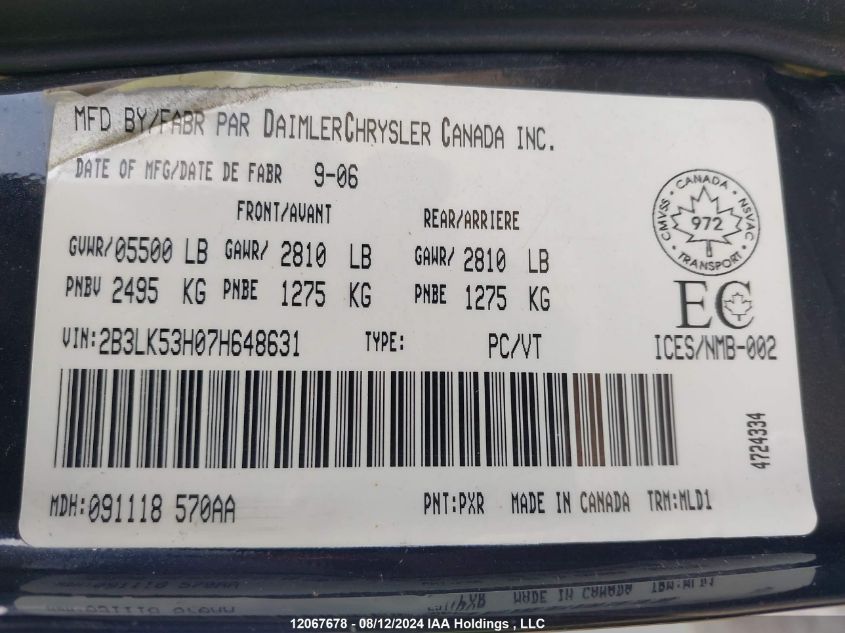 MFD BY/FABR PAR DAIMLERCHRYSLER CANADA INC.
DATE OF MFG/DATE DE FABR 9-06
FRONT/AVANT REAR/ARRIERE
GVWR/05500 LB GAWR/ 2810 LB GAWR/ 2810 LB
PNBV 2495 KG PNBE 1275 KG PNBE 1275 KG
VIN:2B3LK53H07H648631 TYPE: PC/VT
CANADA
CMVSS 972 NSVAC
TRANSPORT
EC
ICES/NMB-002
4724334
MDH:091118 570AA PNT:PXR MADE IN CANADA TRM:MLD1
12067678 - 08/12/2024 IAA Holdings, LLC